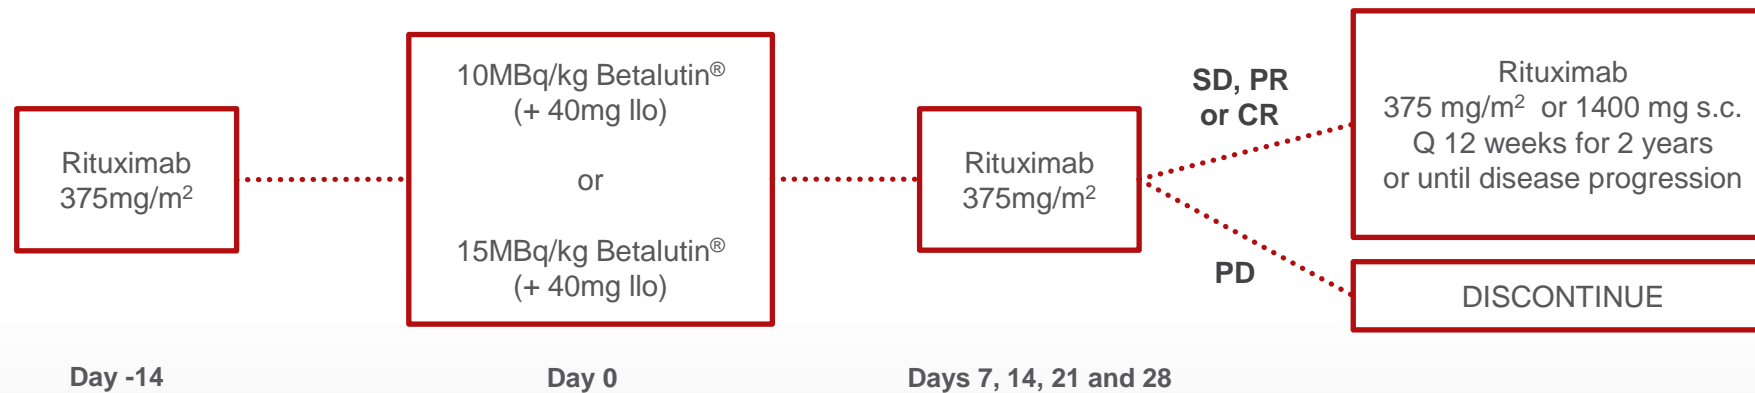 Rituximab
375mg/m²
10MBq/kg Betalutin®
(+ 40mg llo)
or
15MBq/kg Betalutin®
(+ 40mg llo)
Rituximab
375mg/m²
SD, PR
or CR
PD
Rituximab
375 mg/m² or 1400 mg s.c.
Q 12 weeks for 2 years
or until disease progression
DISCONTINUE
Day -14
Day 0
Days 7, 14, 21 and 28